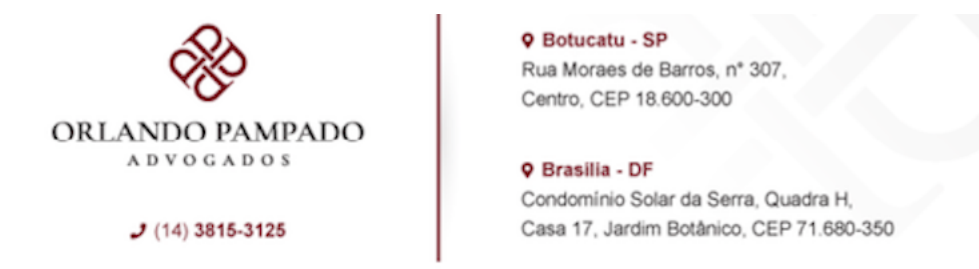 ORLANDO PAMPADO
ADVOGADOS
(14) 3815-3125
Botucatu - SP
Rua Moraes de Barros, n° 307,
Centro, CEP 18.600-300
Brasília - DF
Condomínio Solar da Serra, Quadra H,
Casa 17, Jardim Botânico, CEP 71.680-350